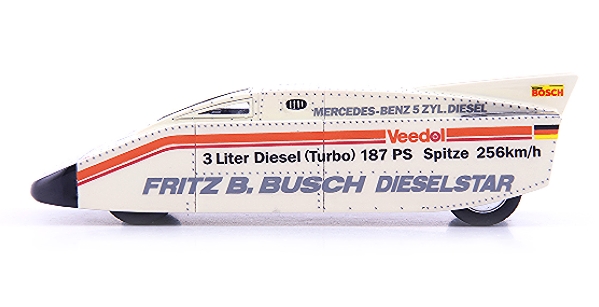 BOSCH
MERCEDES-BENZ 5 ZYL. DIESEL
Veedol
3 Liter Diesel (Turbo) 187 PS Spitze 256km/h
FRITZ B. BUSCH DIESELSTAR